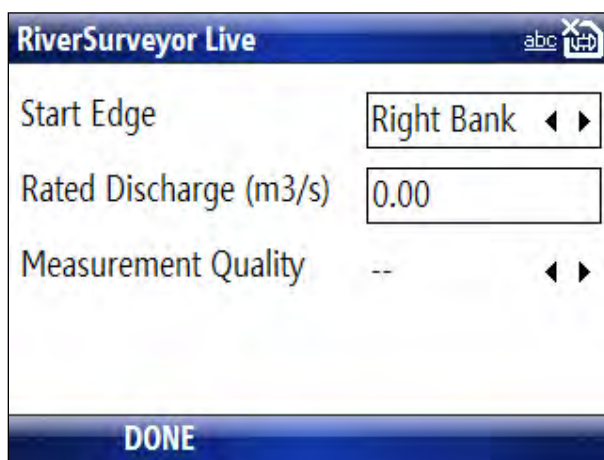 RiverSurveyor Live abc
Start Edge Right Bank
Rated Discharge (m3/s) 0.00
Measurement Quality --
DONE